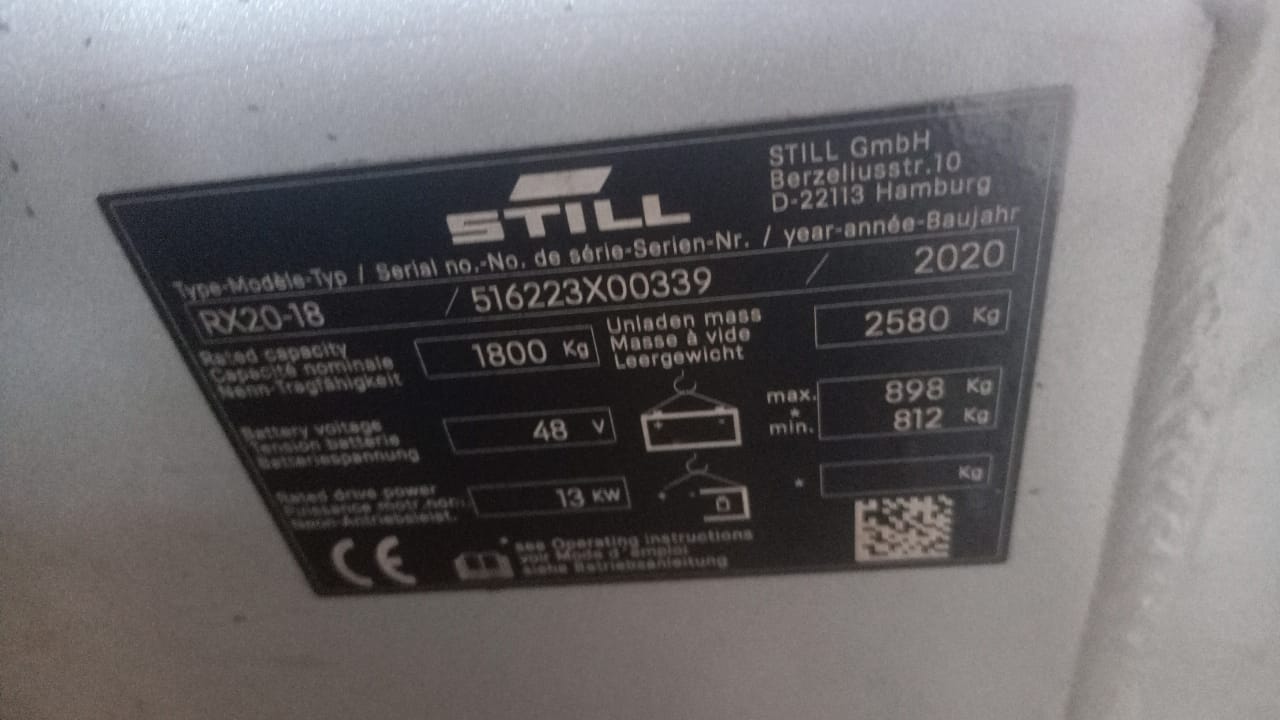 STILL
STILL GmbH
Berzeliusstr.10
D-22113 Hamburg
Type-Modèle-Typ / Serial no.-No. de série-Serien-Nr. / year-année-Baujahr
RX20-18 / 516223X00339 / 2020
Rated capacity
Capacité nominale
Nenn-Tragfähigkeit
1800 Kg
Unladen mass
Masse à vide
Leergewicht
2580 Kg
Battery voltage
Tension batterie
Batteriespannung
48 V
+ -
max. 898 Kg
*
min. 812 Kg
Rated drive power
Puissance motr.nom.
Nenn-Antriebsleist.
13 KW
* Kg
CE
* see Operating instructions
voir Mode d'emploi
siehe Betriebsanleitung